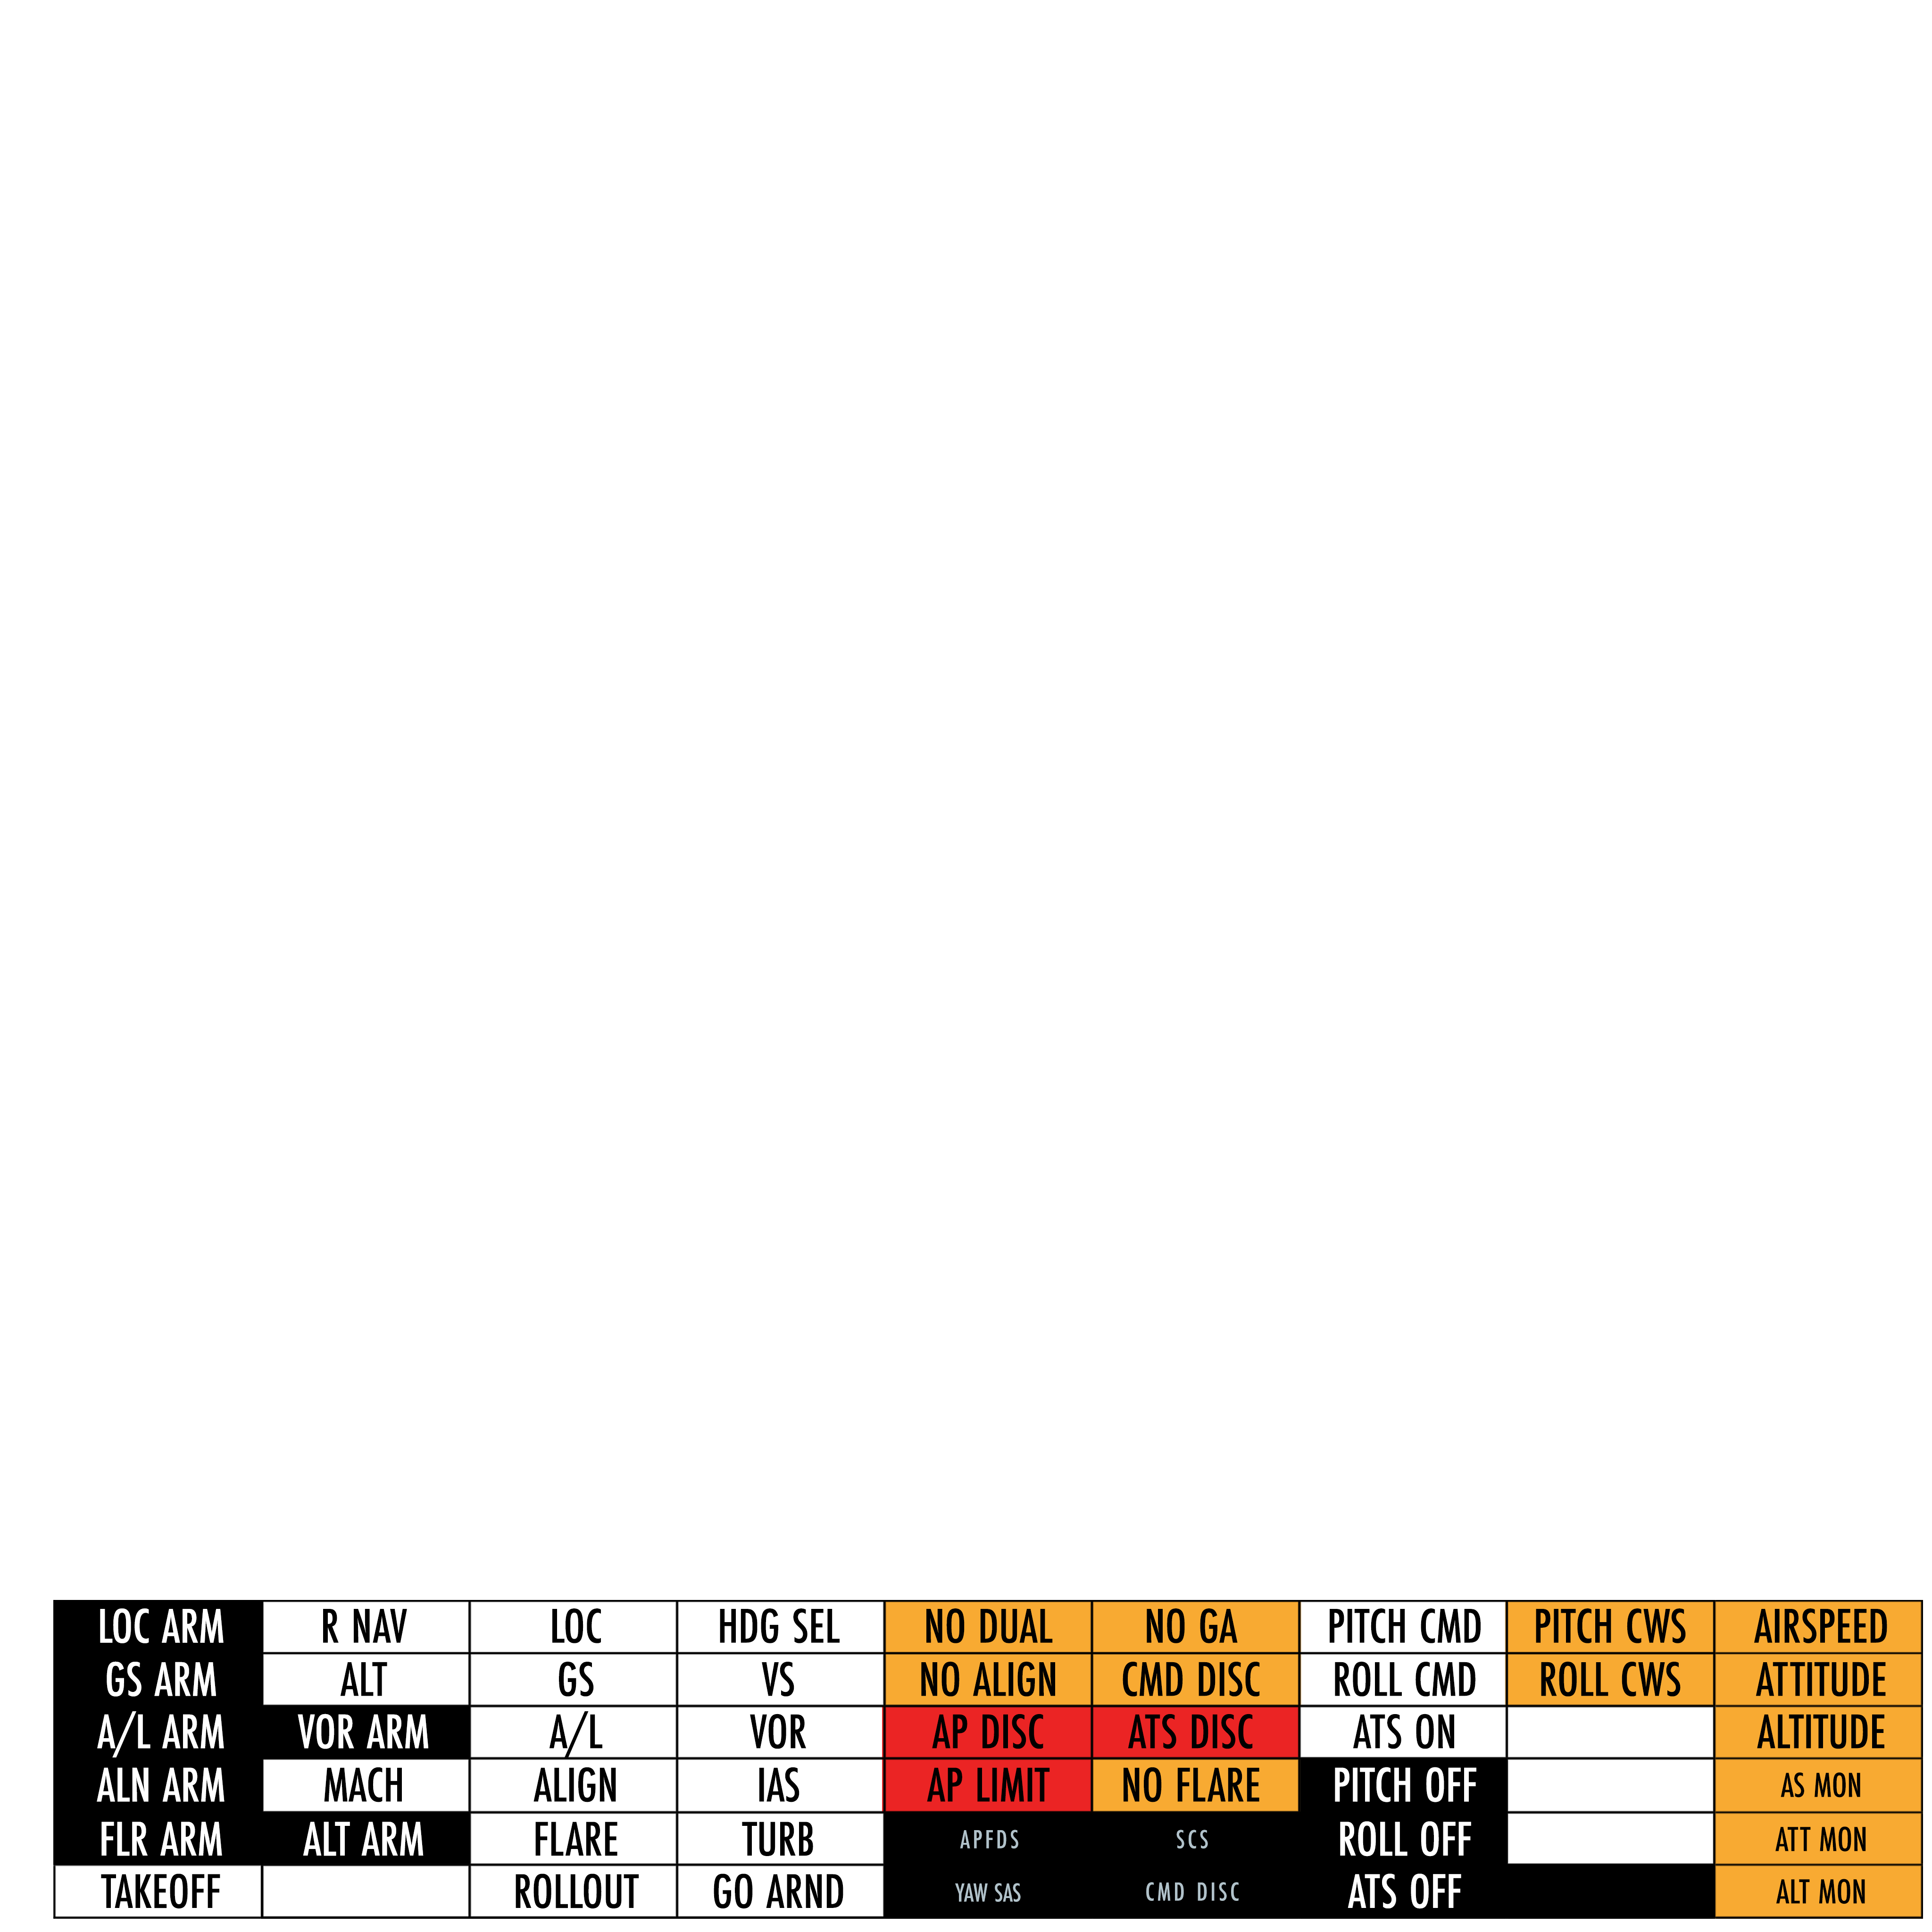 LOC ARM R NAV LOC HDG SEL NO DUAL NO GA PITCH CMD PITCH CWS AIRSPEED
GS ARM ALT GS VS NO ALIGN CMD DISC ROLL CMD ROLL CWS ATTITUDE
A/L ARM VOR ARM A/L VOR AP DISC ATS DISC ATS ON ALTITUDE
ALN ARM MACH ALIGN IAS AP LIMIT NO FLARE PITCH OFF AS MON
FLR ARM ALT ARM FLARE TURB APFDS SCS ROLL OFF ATT MON
TAKEOFF ROLLOUT GO ARND YAW SAS CMD DISC ATS OFF ALT MON